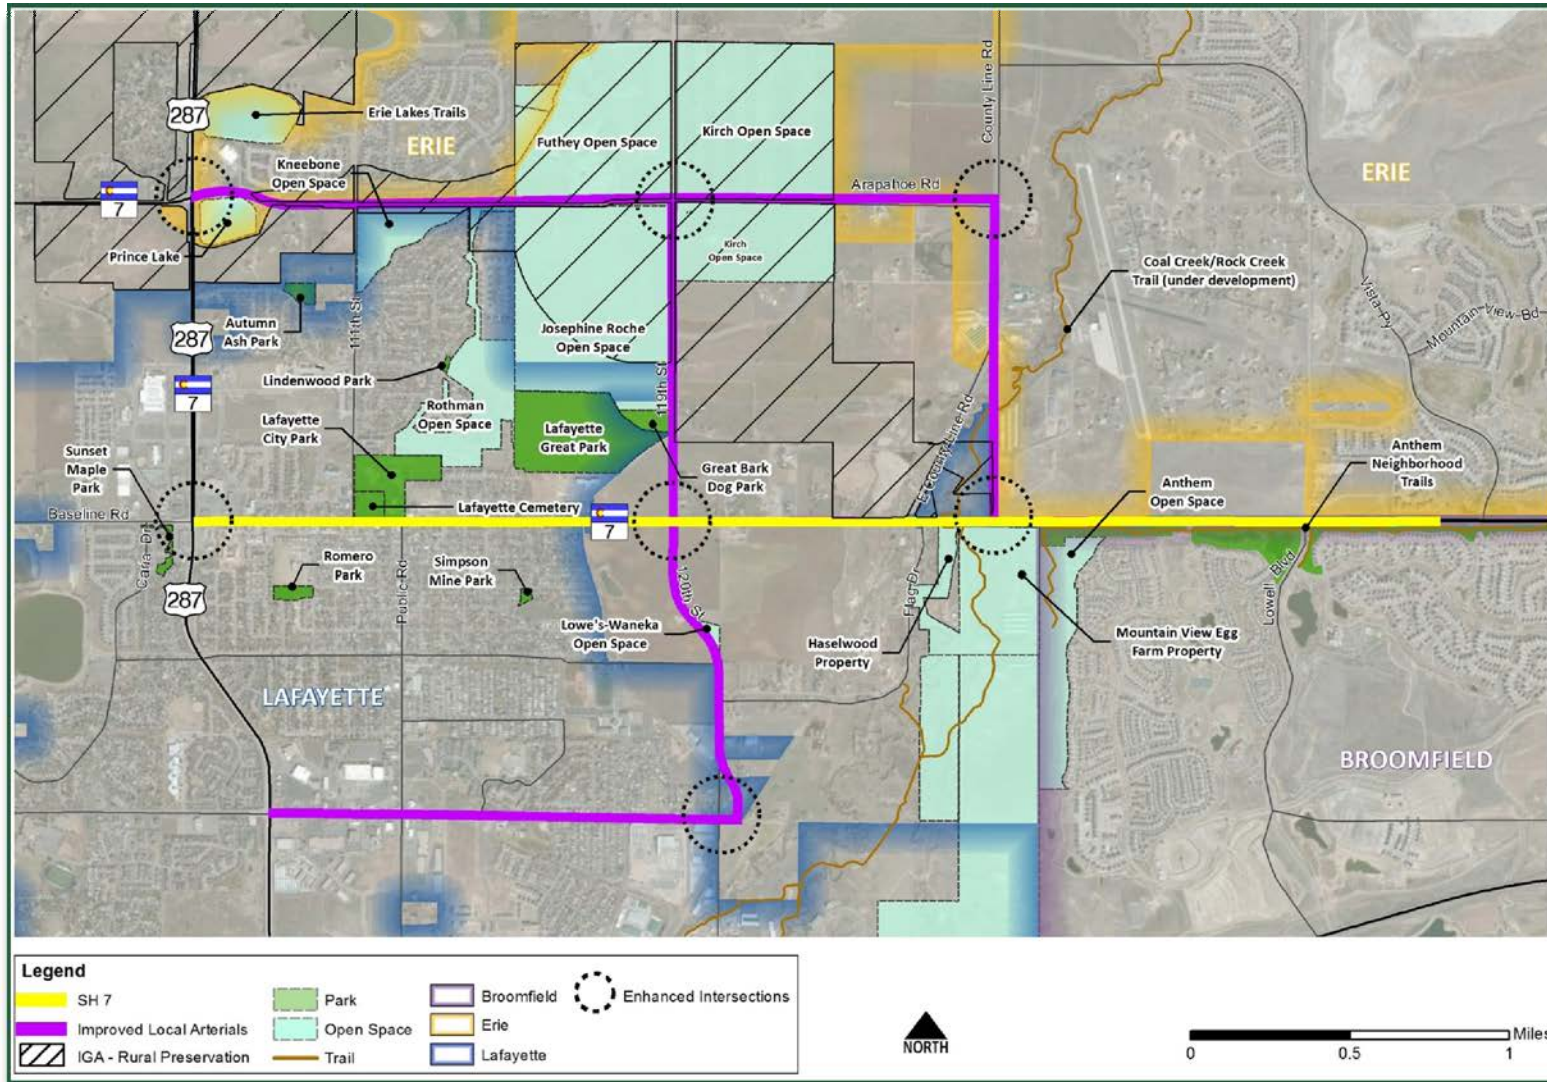 287
Erie Lakes Trails
ERIE
Kneebone
Open Space
Futhey Open Space
Kirch Open Space
County Line Rd
ERIE
7
Arapahoe Rd
Prince Lake
Kirch
Open Space
Coal Creek/Rock Creek
Trail (under development)
Vista Py
Mountain View Bd
287
Autumn
Ash Park
111th St
Josephine Roche
Open Space
119th St
7
Lindenwood Park
Rothman
Open Space
Lafayette
City Park
Lafayette
Great Park
Great Bark
Dog Park
E County Line Rd
Sunset
Maple
Park
Anthem
Open Space
Anthem
Neighborhood
Trails
Baseline Rd
Lafayette Cemetery
7
Caria Dr
Romero
Park
Public Rd
Simpson
Mine Park
120th St
Flag Dr
Lowell Blvd
287
Lowe's-Waneka
Open Space
Haselwood
Property
Mountain View Egg
Farm Property
LAFAYETTE
BROOMFIELD
Legend
SH 7
Improved Local Arterials
IGA - Rural Preservation
Park
Open Space
Trail
Broomfield
Erie
Lafayette
Enhanced Intersections
NORTH
Miles
0 0.5 1